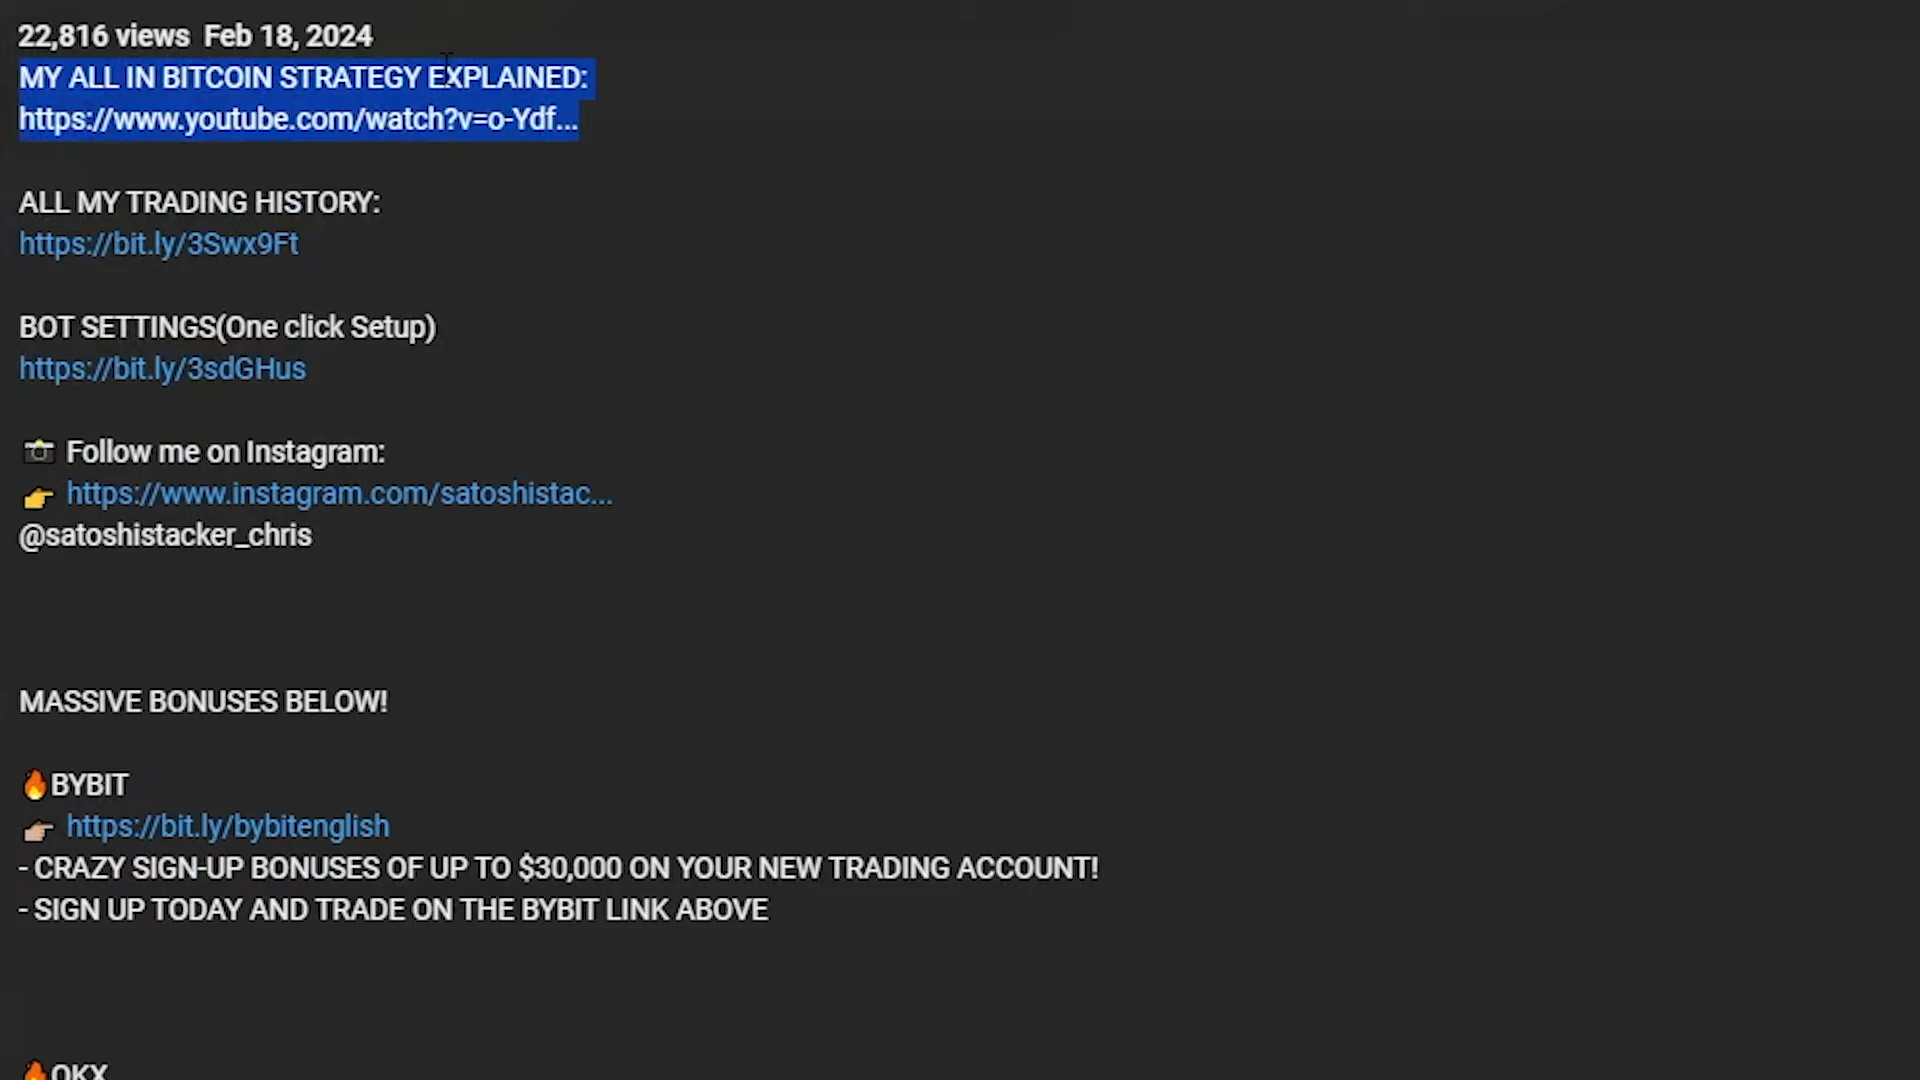 22,816 views Feb 18, 2024
MY ALL IN BITCOIN STRATEGY EXPLAINED:
https://www.youtube.com/watch?v=o-Ydf...
ALL MY TRADING HISTORY:
https://bit.ly/3Swx9Ft
BOT SETTINGS(One click Setup)
https://bit.ly/3sdGHus
📷 Follow me on Instagram:
👉 https://www.instagram.com/satoshistac...
@satoshistacker_chris
MASSIVE BONUSES BELOW!
🔥BYBIT
👉🏼 https://bit.ly/bybitenglish
- CRAZY SIGN-UP BONUSES OF UP TO $30,000 ON YOUR NEW TRADING ACCOUNT!
- SIGN UP TODAY AND TRADE ON THE BYBIT LINK ABOVE
🔥OKX